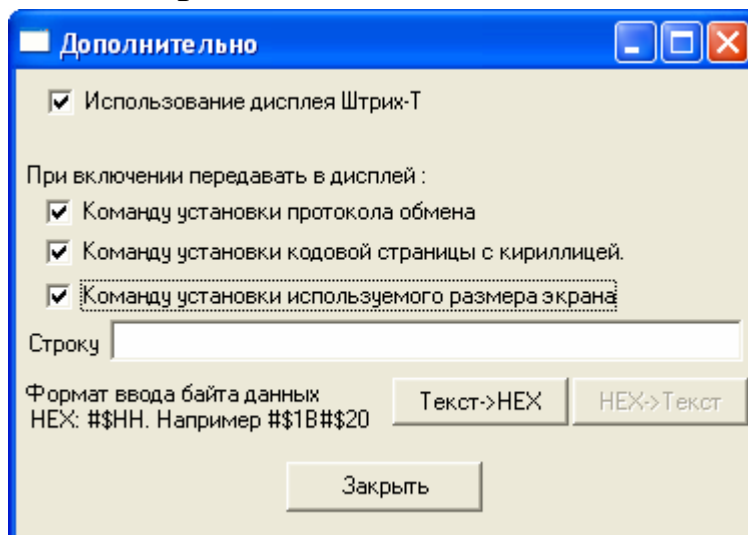 Дополнительно
Использование дисплея Штрих-Т
При включении передавать в дисплей :
Команду установки протокола обмена
Команду установки кодовой страницы с кириллицей.
Команду установки используемого размера экрана
Строку
Формат ввода байта данных
HEX: #$HH. Например #$1B#$20
Текст->HEX
HEX->Текст
Закрыть